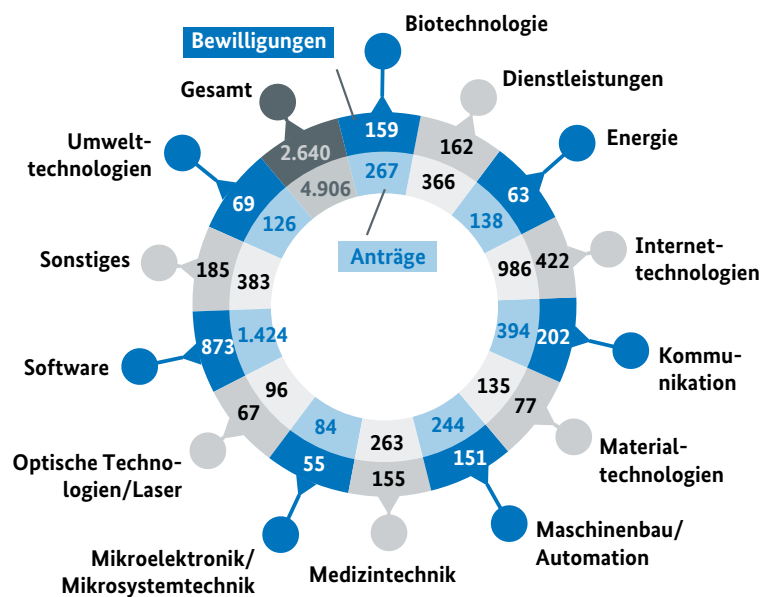 Biotechnologie
Bewilligungen
Dienstleistungen
Gesamt
Energie
Umwelt-
technologien
159
162
2.640
267
366
4.906
63
69
138
126
Internet-
technologien
Anträge
Sonstiges
185
383
986
422
1.424
394
202
873
Kommu-
nikation
Software
135
96
77
67
84
244
263
Material-
technologien
Optische Techno-
logien/Laser
55
155
151
Maschinenbau/
Automation
Mikroelektronik/
Mikrosystemtechnik
Medizintechnik